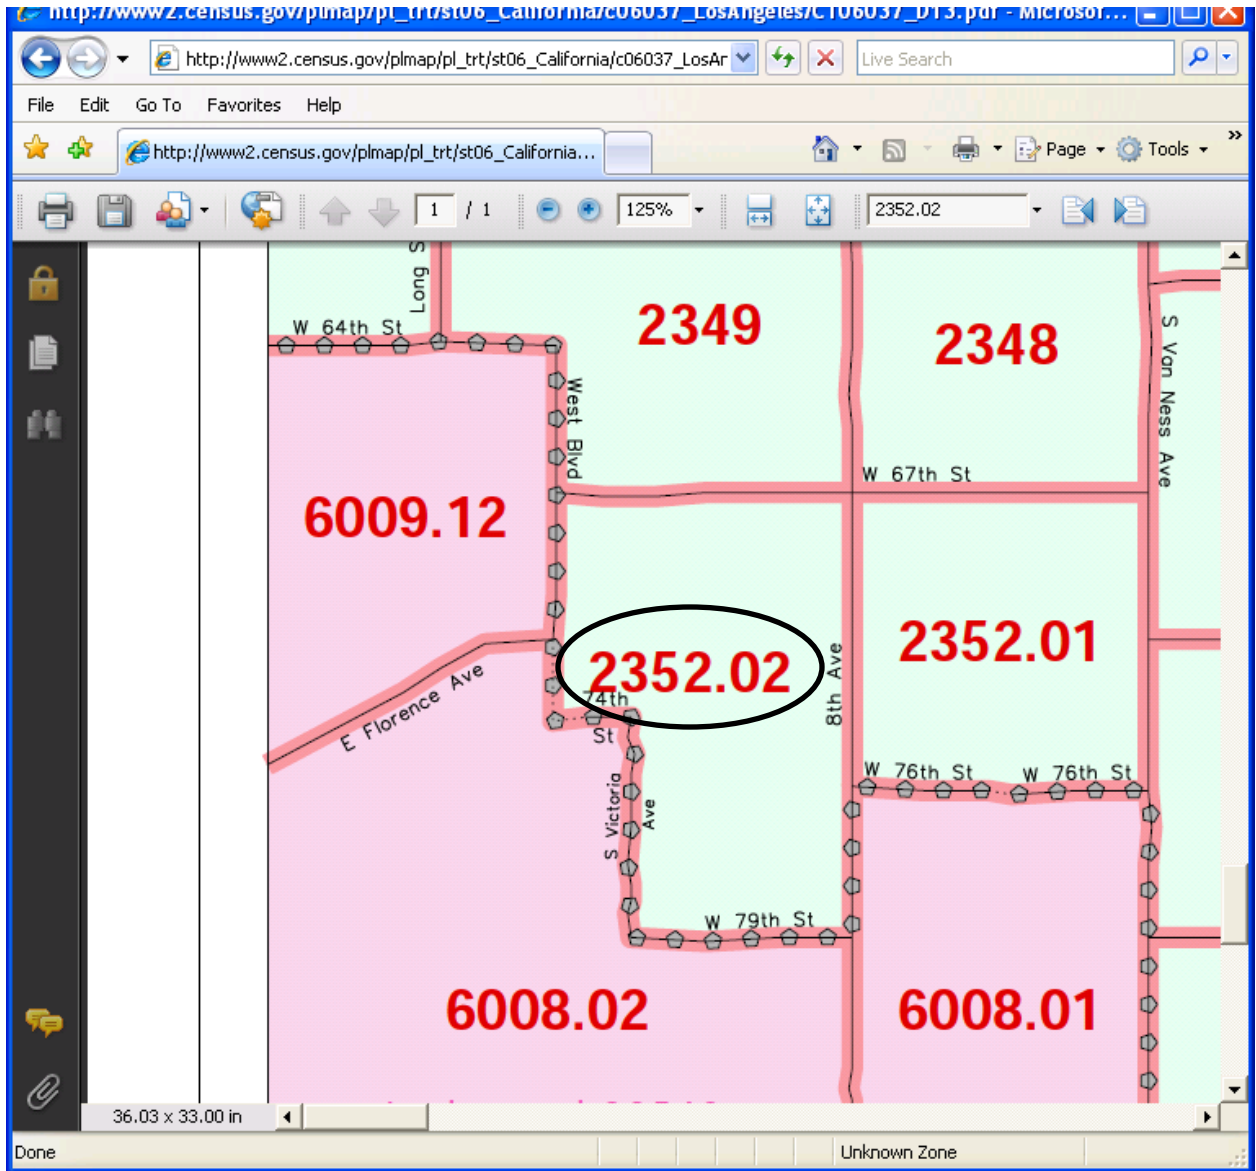 http://www2.census.gov/plmap/pl_trt/st06_California/c06037_LosAngeles/CT06037_D13.pdf - Microsof...
http://www2.census.gov/plmap/pl_trt/st06_California/c06037_LosAr
Live Search
File Edit Go To Favorites Help
http://www2.census.gov/plmap/pl_trt/st06_California...
Page
Tools
»
1 / 1
125%
2352.02
Long S
W 64th St
2349
2348
S Van Ness Ave
West Blvd
W 67th St
6009.12
2352.01
2352.02
8th Ave
E Florence Ave
74th
St
W 76th St
W 76th St
S Victoria
Ave
W 79th St
6008.02
6008.01
36.03 x 33.00 in
Done
Unknown Zone